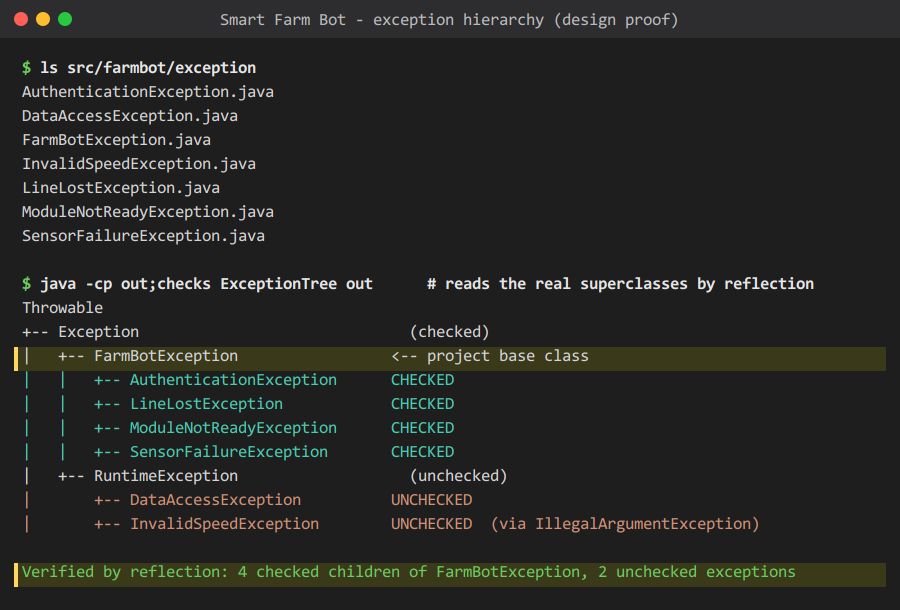 Smart Farm Bot - exception hierarchy (design proof)
$ ls src/farmbot/exception
AuthenticationException.java
DataAccessException.java
FarmBotException.java
InvalidSpeedException.java
LineLostException.java
ModuleNotReadyException.java
SensorFailureException.java
$ java -cp out;checks ExceptionTree out      # reads the real superclasses by reflection
Throwable
+-- Exception                              (checked)
|   +-- FarmBotException                 <-- project base class
|   |   +-- AuthenticationException      CHECKED
|   |   +-- LineLostException            CHECKED
|   |   +-- ModuleNotReadyException      CHECKED
|   |   +-- SensorFailureException       CHECKED
|   +-- RuntimeException                   (unchecked)
|       +-- DataAccessException          UNCHECKED
|       +-- InvalidSpeedException        UNCHECKED  (via IllegalArgumentException)
Verified by reflection: 4 checked children of FarmBotException, 2 unchecked exceptions